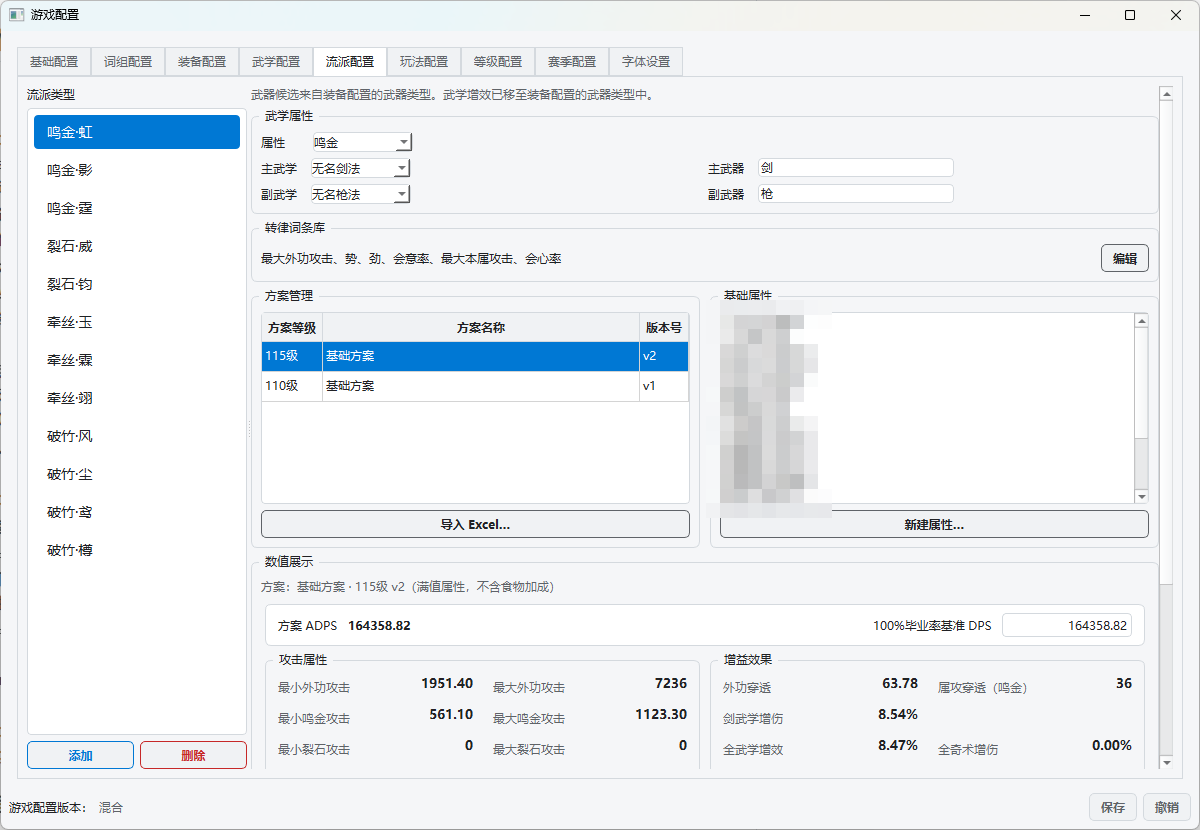 游戏配置
基础配置 词组配置 装备配置 武学配置 流派配置 玩法配置 等级配置 赛季配置 字体设置
流派类型
鸣金·虹
鸣金·影
鸣金·霆
裂石·威
裂石·钧
牵丝·玉
牵丝·霖
牵丝·翊
破竹·风
破竹·尘
破竹·鸢
破竹·樽
添加 删除
武器候选来自装备配置的武器类型。武学增效已移至装备配置的武器类型中。
武学属性
属性 鸣金
主武学 无名剑法 主武器 剑
副武学 无名枪法 副武器 枪
转律词条库
最大外功攻击、势、劲、会意率、最大本属攻击、会心率 编辑
方案管理
方案等级 方案名称 版本号
115级 基础方案 v2
110级 基础方案 v1
导入 Excel...
基础属性
新建属性...
数值展示
方案：基础方案 · 115级 v2（满值属性，不含食物加成）
方案 ADPS 164358.82 100%毕业率基准 DPS 164358.82
攻击属性
最小外功攻击 1951.40 最大外功攻击 7236
最小鸣金攻击 561.10 最大鸣金攻击 1123.30
最小裂石攻击 0 最大裂石攻击 0
增益效果
外功穿透 63.78 属攻穿透（鸣金） 36
剑武学增伤 8.54%
全武学增效 8.47% 全奇术增伤 0.00%
游戏配置版本： 混合
保存 撤销